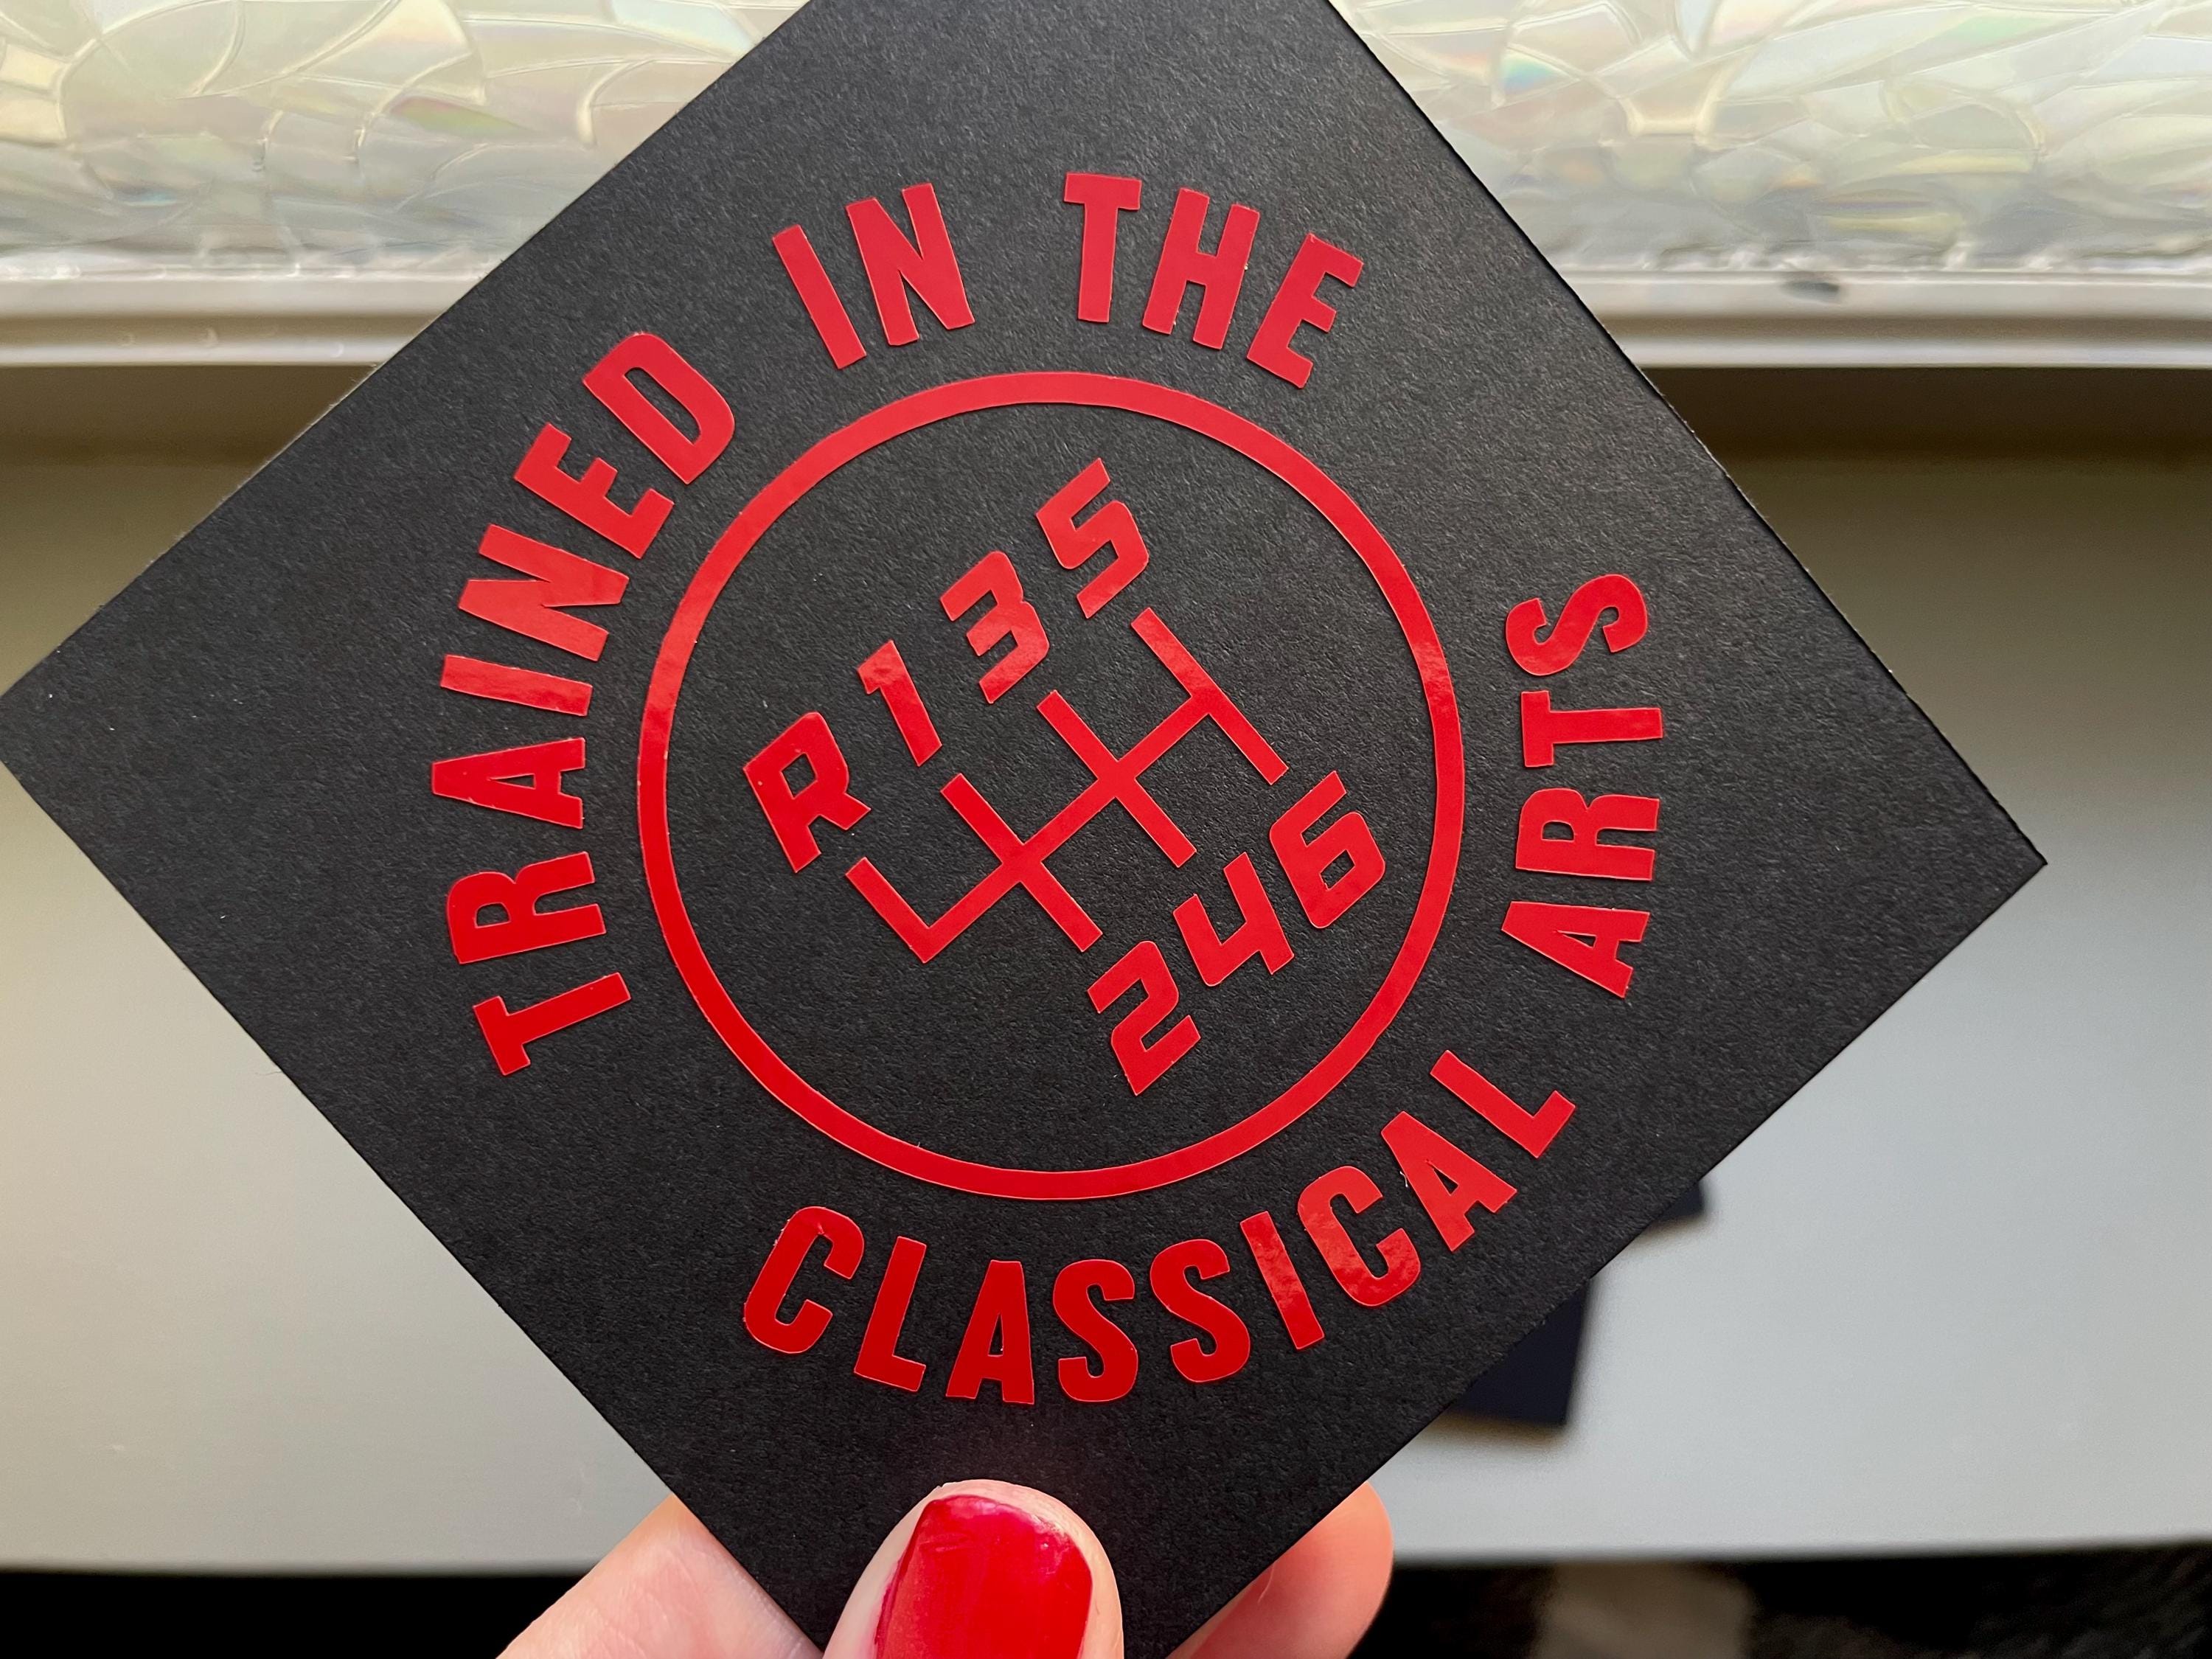 TRAINED IN THE
R 1 3 5
2 4 6
CLASSICAL ARTS